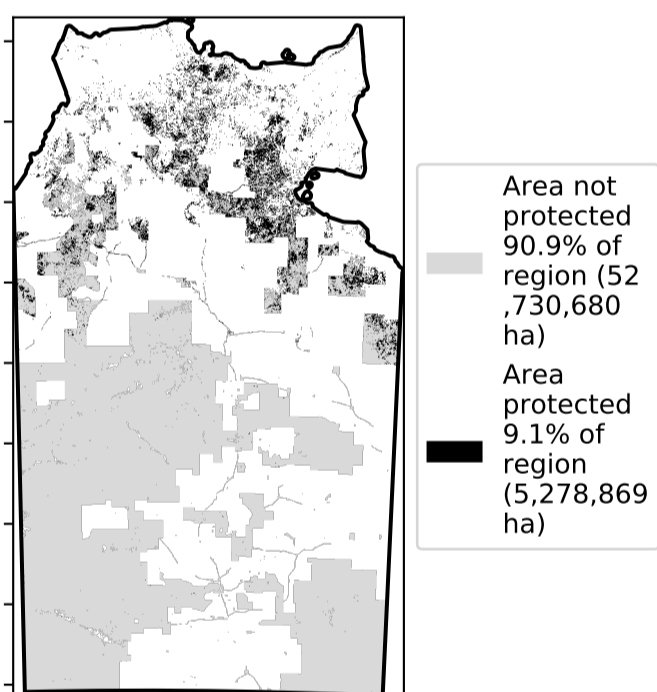 Area not
protected
90.9% of
region (52
,730,680
ha)
Area
protected
9.1% of
region
(5,278,869
ha)